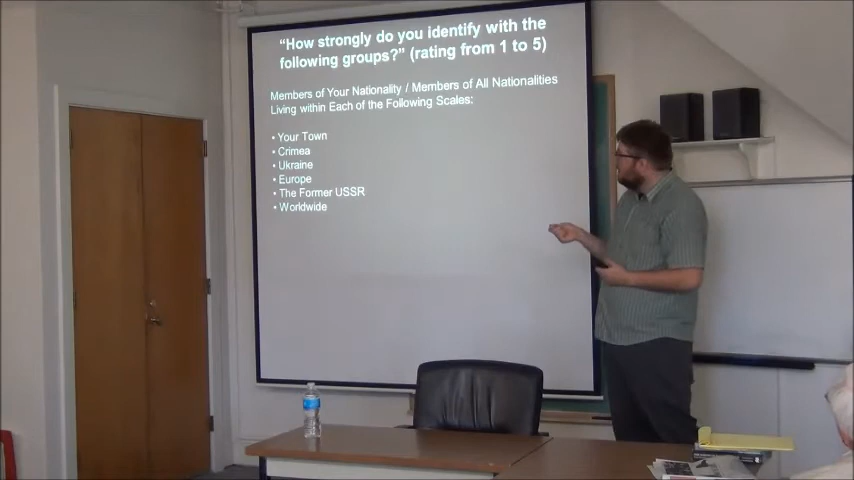 “How strongly do you identify with the
following groups?” (rating from 1 to 5)
Members of Your Nationality / Members of All Nationalities
Living within Each of the Following Scales:
• Your Town
• Crimea
• Ukraine
• Europe
• The Former USSR
• Worldwide